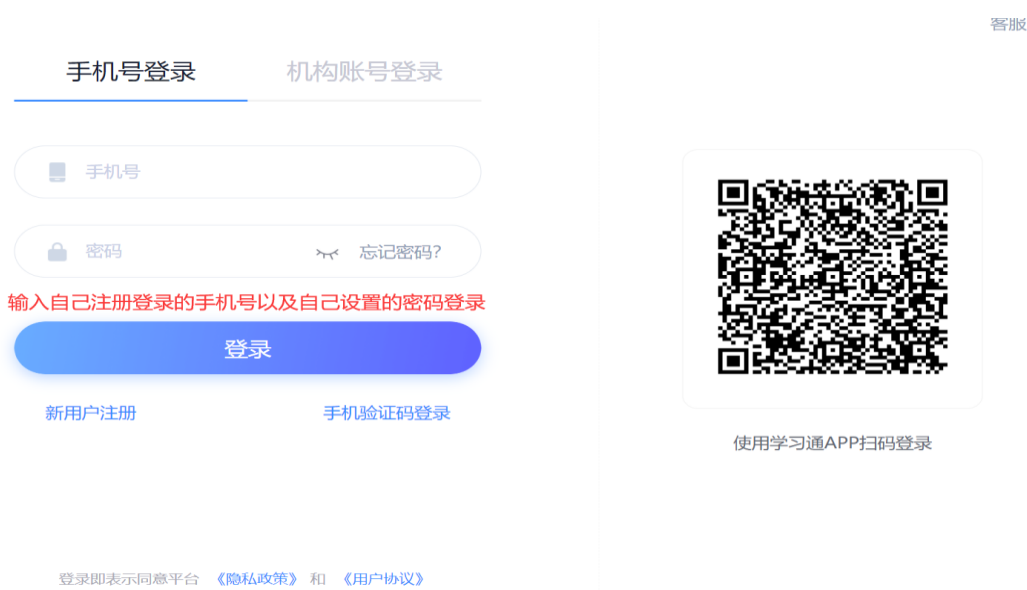 客服
手机号登录 机构账号登录
手机号
密码 忘记密码?
输入自己注册登录的手机号以及自己设置的密码登录
登录
新用户注册 手机验证码登录
使用学习通APP扫码登录
登录即表示同意平台 《隐私政策》 和 《用户协议》